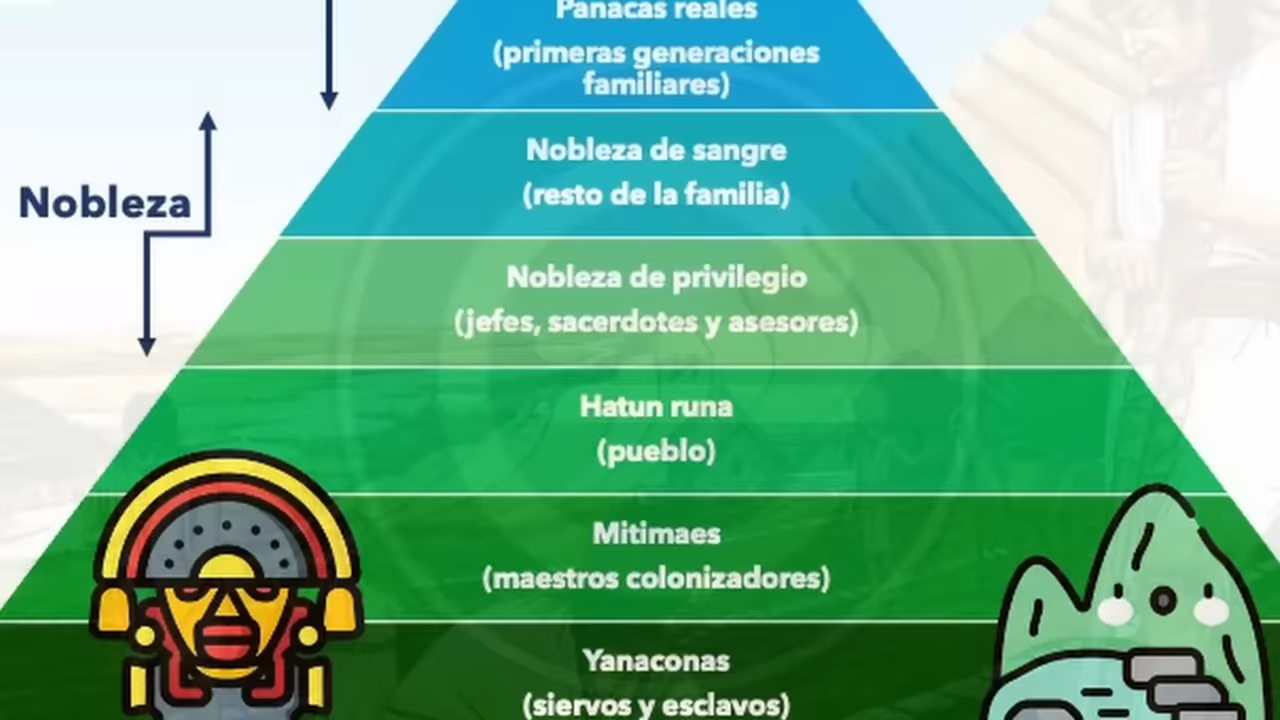 Panacas reales
(primeras generaciones
familiares)
Nobleza de sangre
(resto de la familia)
Nobleza
Nobleza de privilegio
(jefes, sacerdotes y asesores)
Hatun runa
(pueblo)
Mitimaes
(maestros colonizadores)
Yanaconas
(siervos y esclavos)